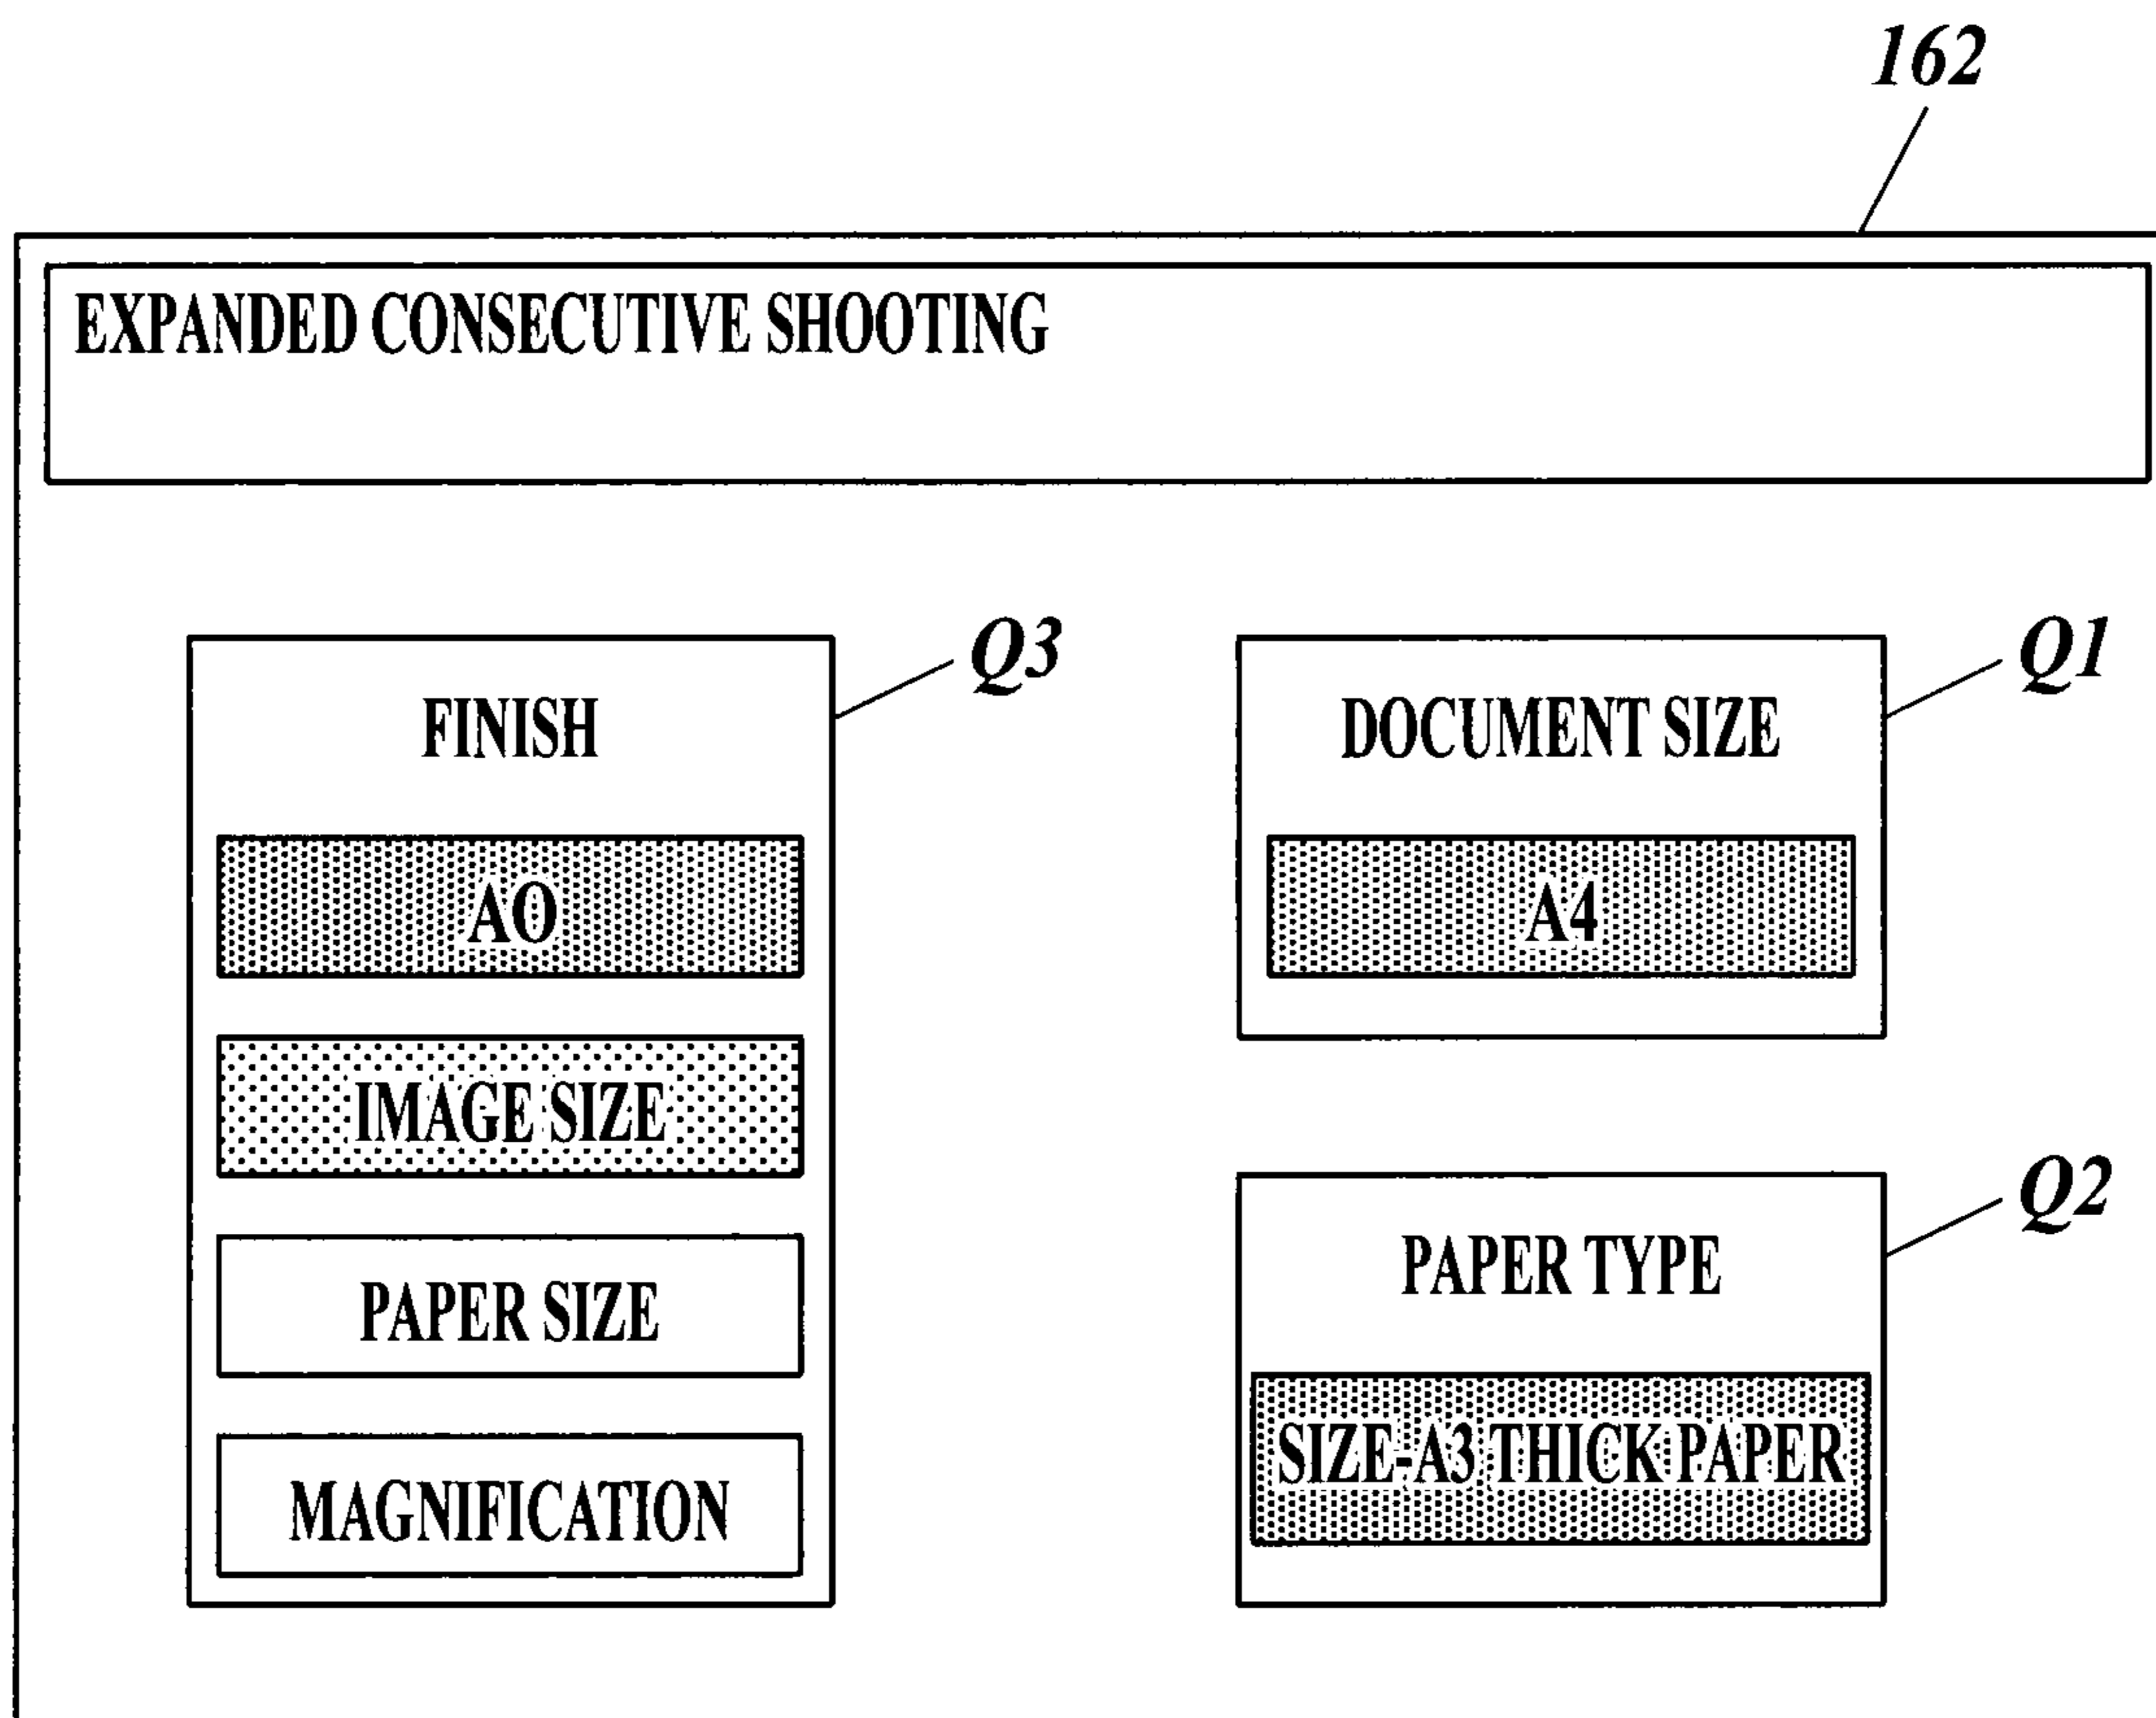 162
EXPANDED CONSECUTIVE SHOOTING
Q3
FINISH
A0
IMAGE SIZE
PAPER SIZE
MAGNIFICATION
Q1
DOCUMENT SIZE
A4
Q2
PAPER TYPE
SIZE-A3 THICK PAPER